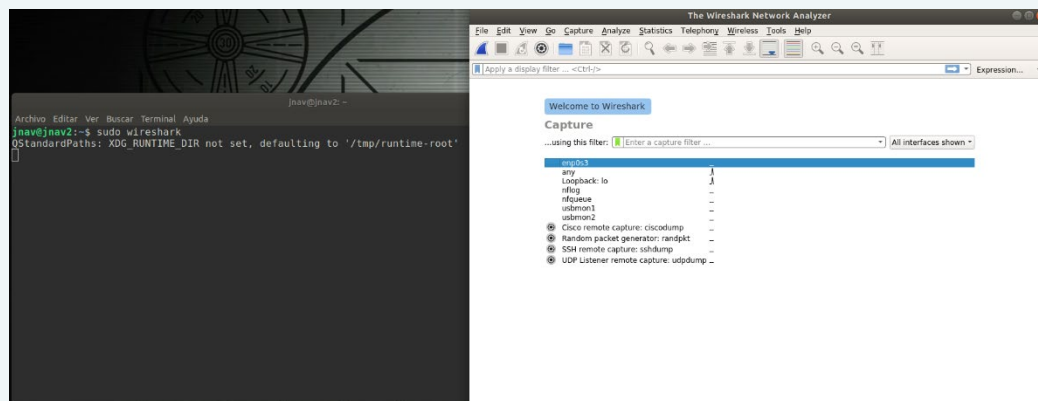 jnav@jnav2: ~
Archivo Editar Ver Buscar Terminal Ayuda
jnav@jnav2:~$ sudo wireshark
QStandardPaths: XDG_RUNTIME_DIR not set, defaulting to '/tmp/runtime-root'
The Wireshark Network Analyzer
File Edit View Go Capture Analyze Statistics Telephony Wireless Tools Help
Apply a display filter ... <Ctrl-/>
Expression...
Welcome to Wireshark
Capture
...using this filter: Enter a capture filter ... All interfaces shown
enp0s3
any
Loopback: lo
nflog
nfqueue
usbmon1
usbmon2
Cisco remote capture: ciscodump
Random packet generator: randpkt
SSH remote capture: sshdump
UDP Listener remote capture: udpdump